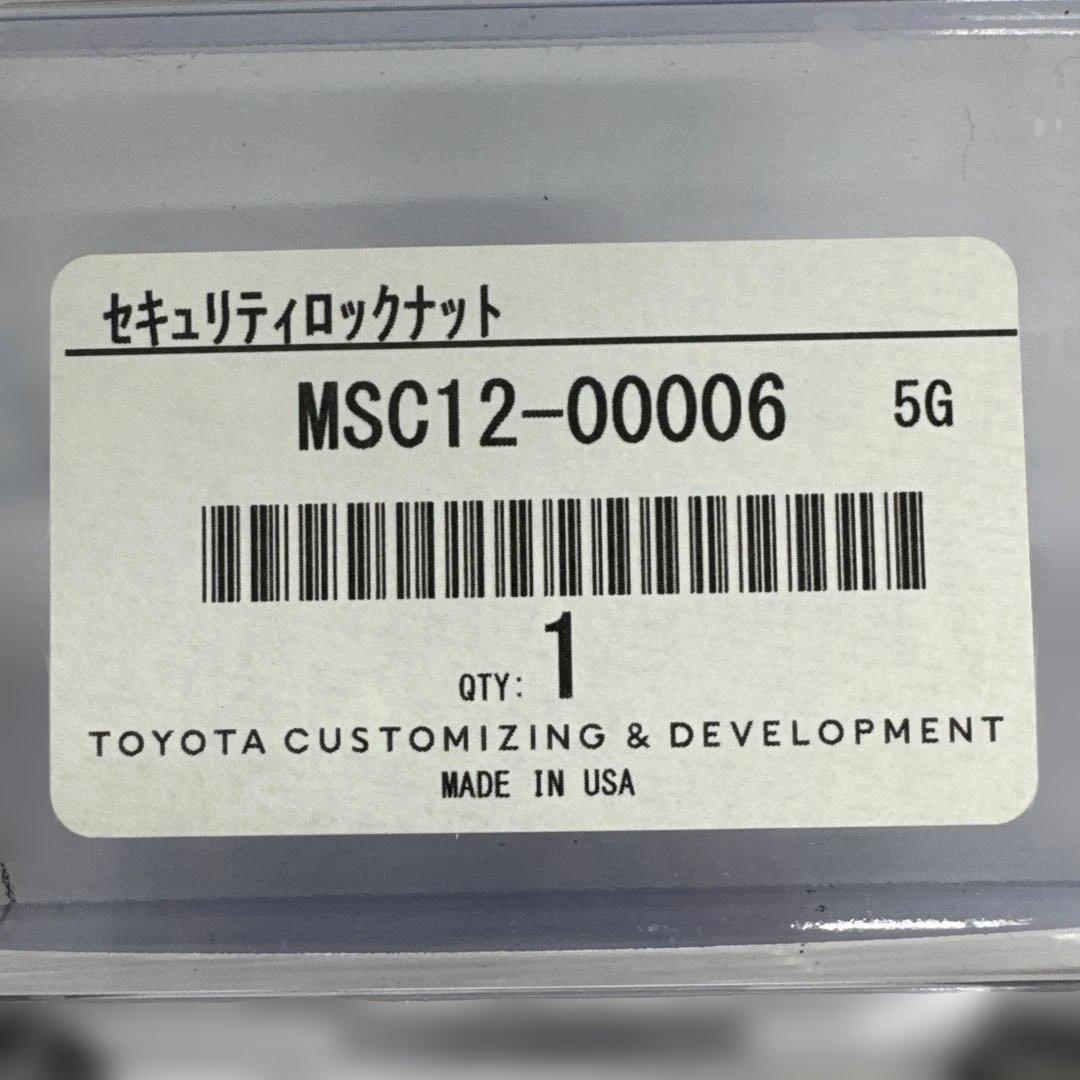 セキュリティロックナット
MSC12-00006 5G
QTY: 1
TOYOTA CUSTOMIZING & DEVELOPMENT
MADE IN USA